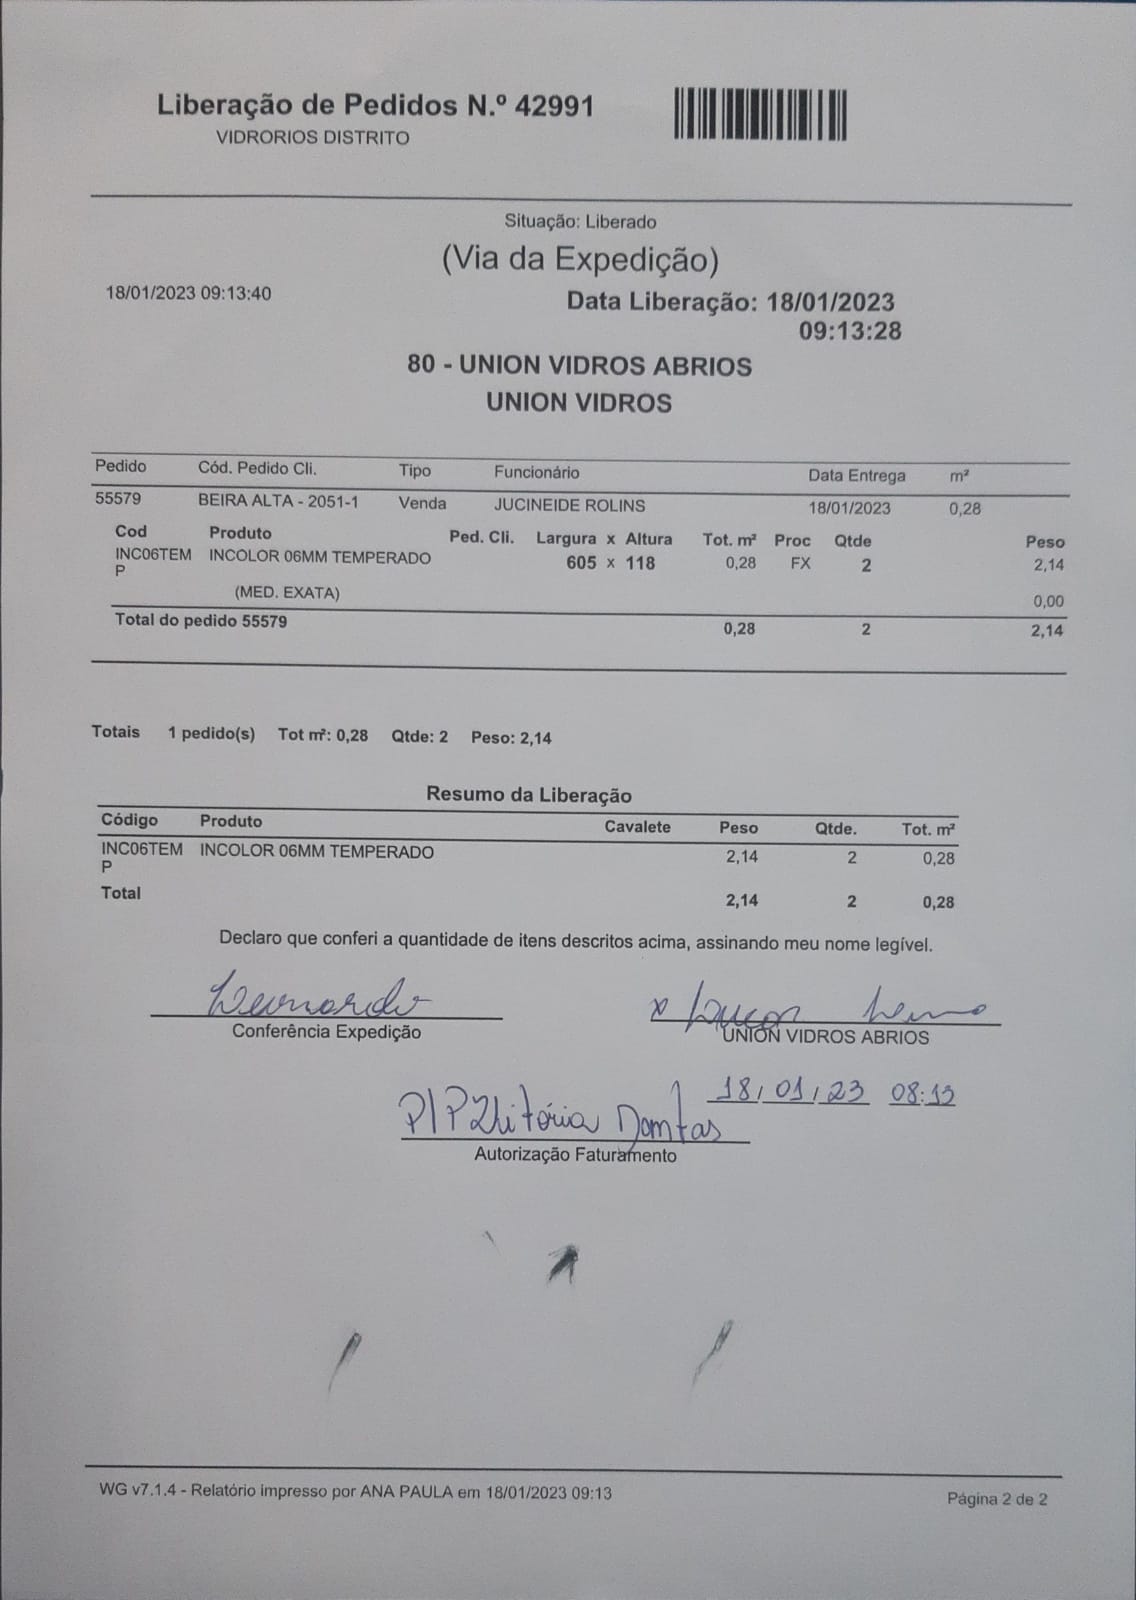 Liberação de Pedidos N.º 42991
VIDRORIOS DISTRITO
Situação: Liberado
(Via da Expedição)
18/01/2023 09:13:40
Data Liberação: 18/01/2023
09:13:28
80 - UNION VIDROS ABRIOS
UNION VIDROS
Pedido Cód. Pedido Cli. Tipo Funcionário Data Entrega m²
55579 BEIRA ALTA - 2051-1 Venda JUCINEIDE ROLINS 18/01/2023 0,28
Cod Produto Ped. Cli. Largura x Altura Tot. m² Proc Qtde Peso
INC06TEM INCOLOR 06MM TEMPERADO 605 x 118 0,28 FX 2 2,14
P
(MED. EXATA) 0,00
Total do pedido 55579 0,28 2 2,14
Totais 1 pedido(s) Tot m²: 0,28 Qtde: 2 Peso: 2,14
Resumo da Liberação
Código Produto Cavalete Peso Qtde. Tot. m²
INC06TEM INCOLOR 06MM TEMPERADO 2,14 2 0,28
P
Total 2,14 2 0,28
Declaro que conferi a quantidade de itens descritos acima, assinando meu nome legível.
Conferência Expedição
UNION VIDROS ABRIOS
18/01/23 08:13
Autorização Faturamento
WG v7.1.4 - Relatório impresso por ANA PAULA em 18/01/2023 09:13
Página 2 de 2